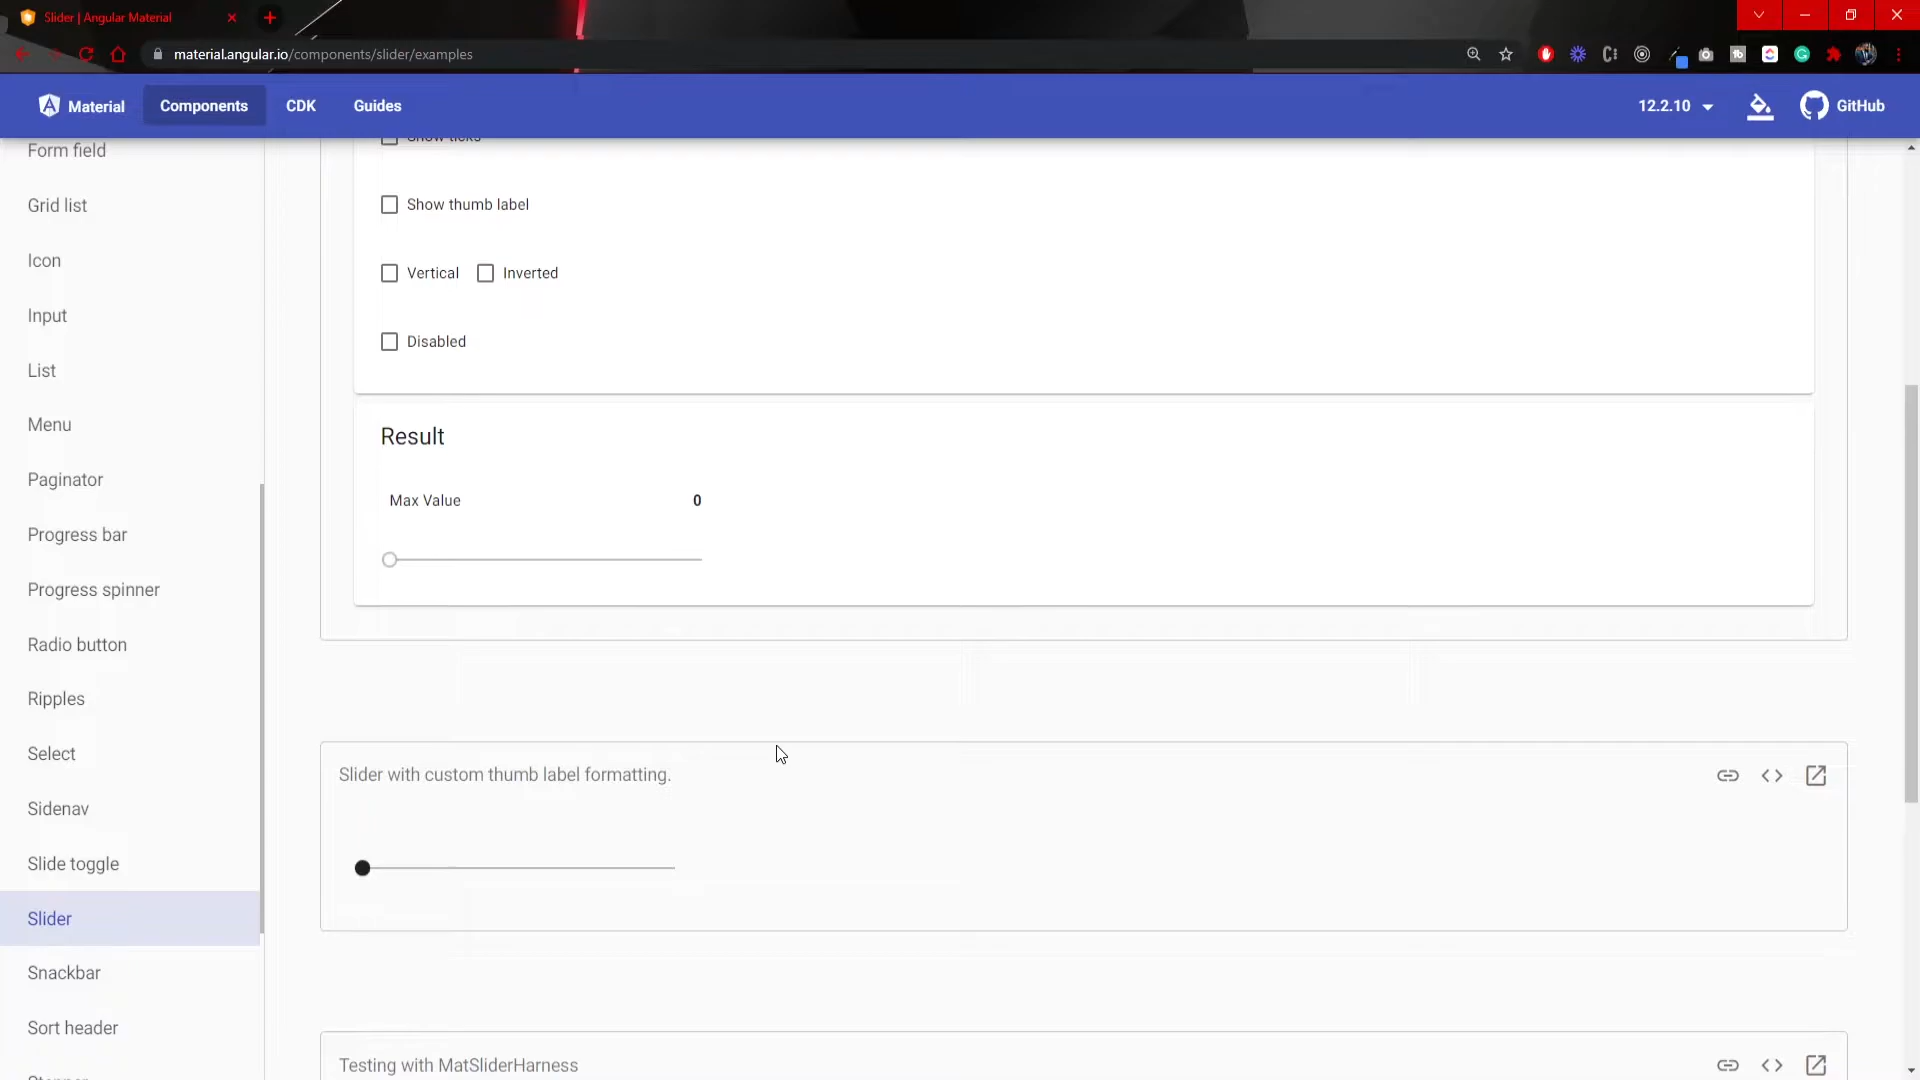 Slider | Angular Material
material.angular.io/components/slider/examples
Material
Components
CDK
Guides
12.2.10
GitHub
Form field
Grid list
Icon
Input
List
Menu
Paginator
Progress bar
Progress spinner
Radio button
Ripples
Select
Sidenav
Slide toggle
Slider
Snackbar
Sort header
Stepper
Show ticks
Show thumb label
Vertical
Inverted
Disabled
Result
Max Value
0
Slider with custom thumb label formatting.
Testing with MatSliderHarness